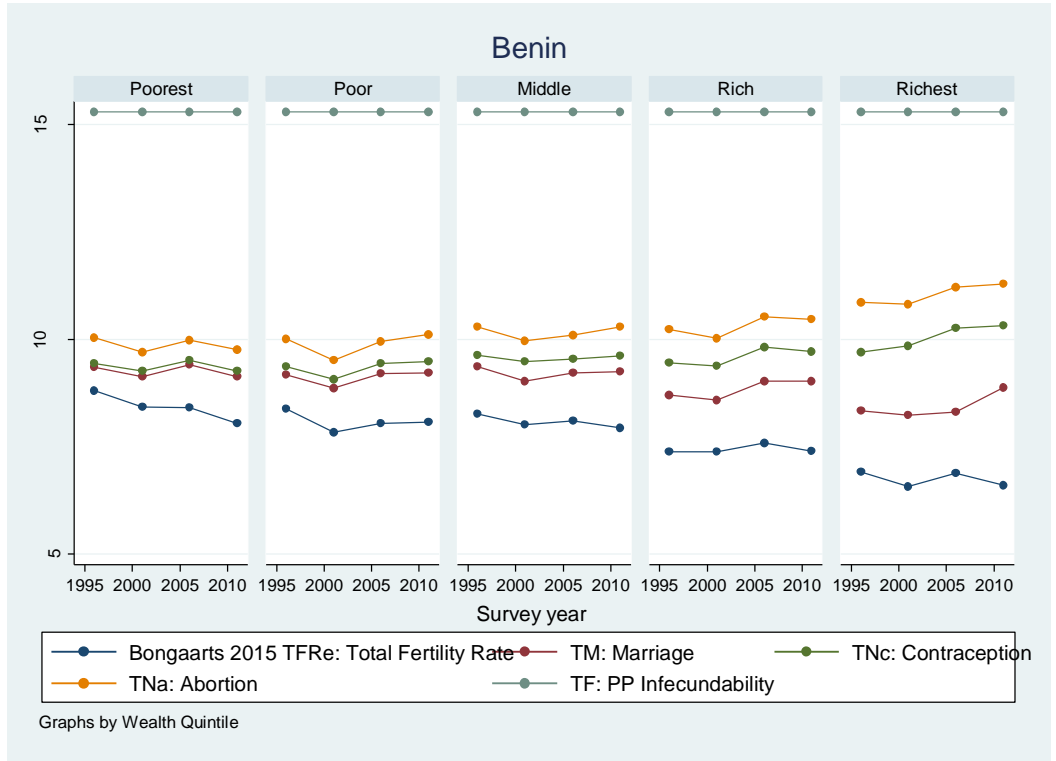 Benin
Poorest Poor Middle Rich Richest
15
10
5
1995 2000 2005 2010 1995 2000 2005 2010 1995 2000 2005 2010 1995 2000 2005 2010 1995 2000 2005 2010
Survey year
Bongaarts 2015 TFRe: Total Fertility Rate TM: Marriage TNc: Contraception
TNa: Abortion TF: PP Infecundability
Graphs by Wealth Quintile